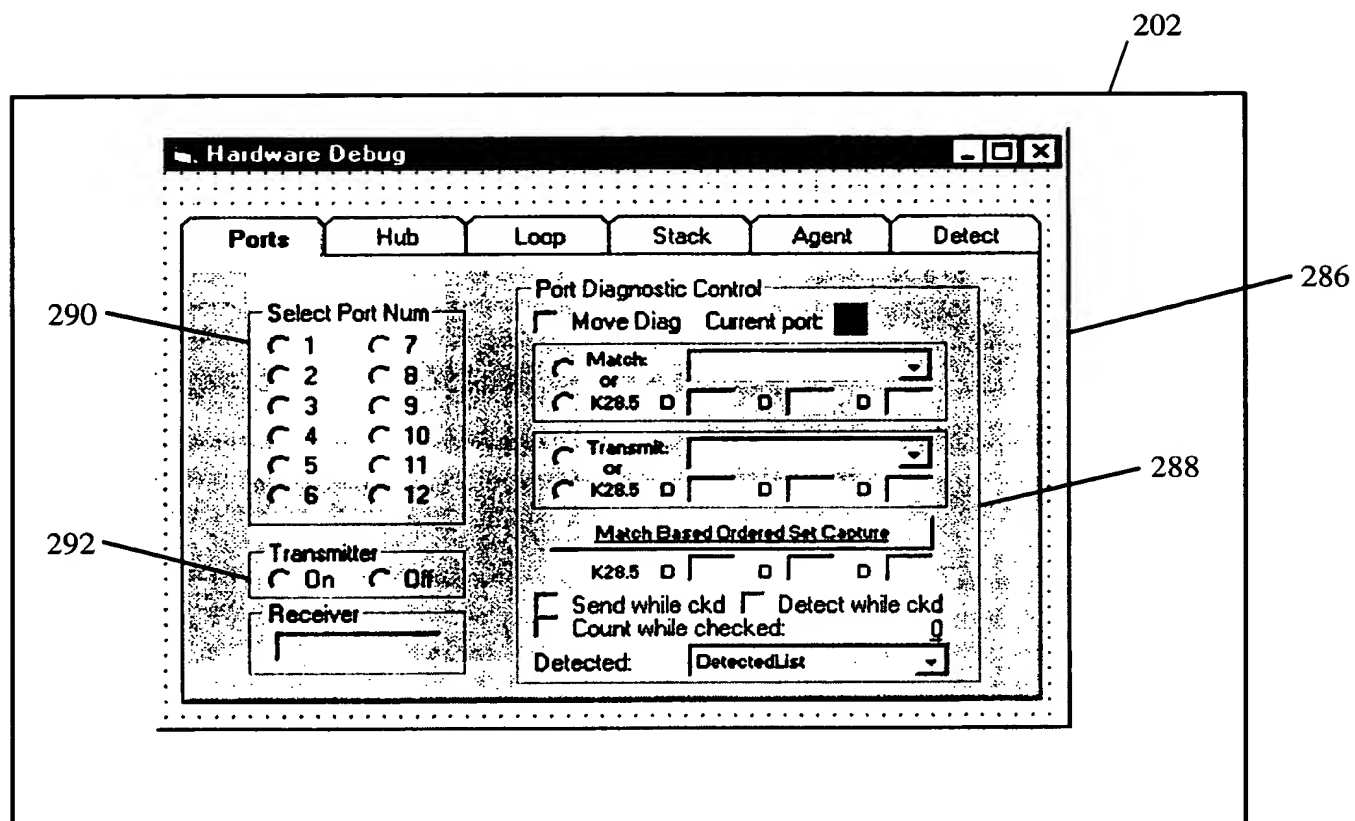 202
Hardware Debug
Ports Hub Loop Stack Agent Detect
286
290
Select Port Num
1 7
2 8
3 9
4 10
5 11
6 12
292
Transmitter
On Off
Receiver
Port Diagnostic Control
Move Diag Current port:
Match:
or
K28.5 D D D
Transmit:
or
K28.5 D D D
288
Match Based Ordered Set Capture
K28.5 D D D
Send while ckd Detect while ckd
Count while checked: 0
Detected: DetectedList